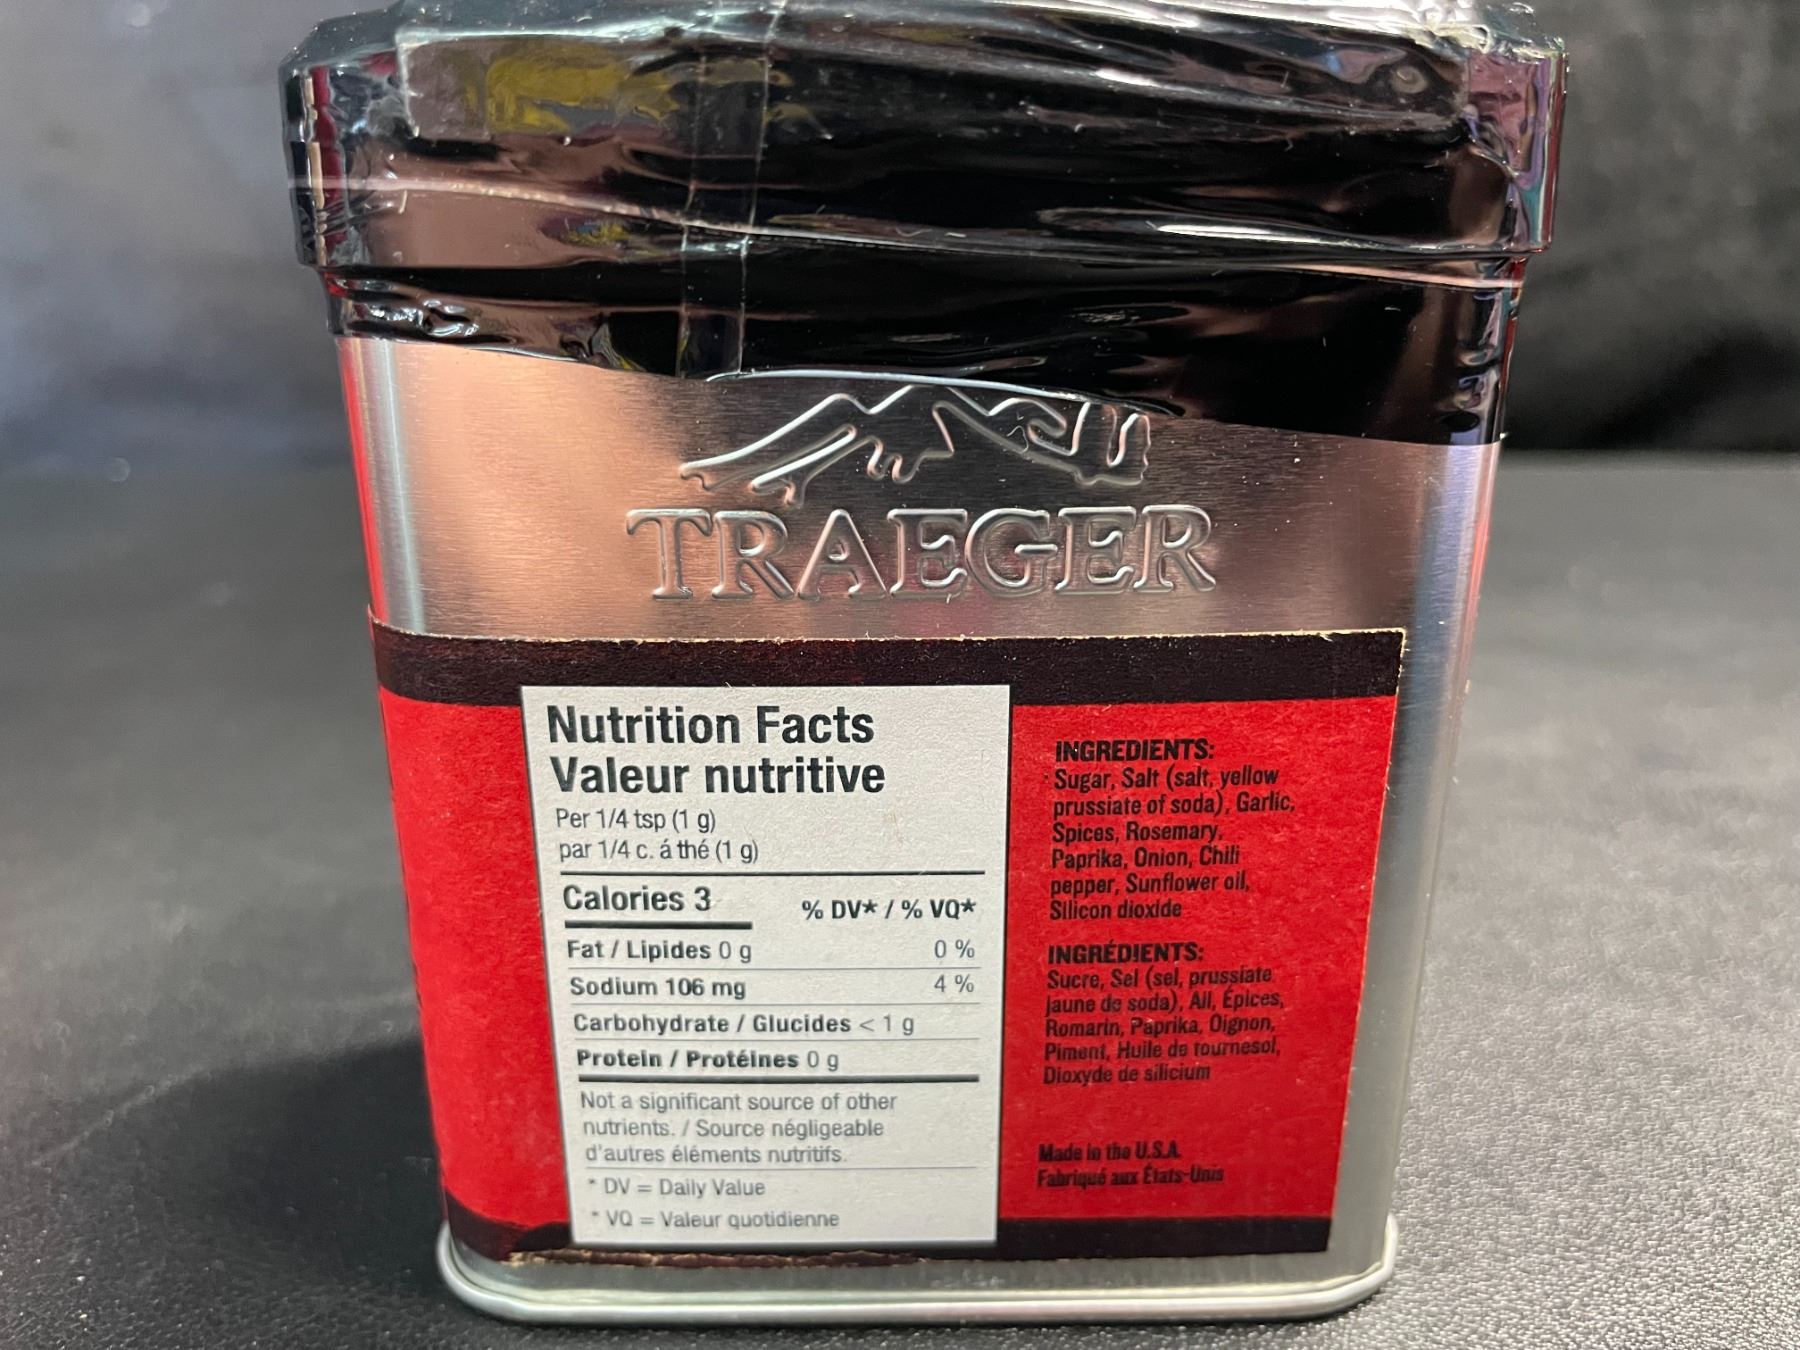 TRAEGER
Nutrition Facts
Valeur nutritive
Per 1/4 tsp (1 g)
par 1/4 c. á thé (1 g)
Calories 3
% DV* / % VQ*
Fat / Lipides 0 g 0 %
Sodium 106 mg 4 %
Carbohydrate / Glucides < 1 g
Protein / Protéines 0 g
Not a significant source of other
nutrients. / Source négligeable
d'autres éléments nutritifs.
* DV = Daily Value
* VQ = Valeur quotidienne
INGREDIENTS:
Sugar, Salt (salt, yellow
prussiate of soda), Garlic,
Spices, Rosemary,
Paprika, Onion, Chili
pepper, Sunflower oil,
Silicon dioxide
INGRÉDIENTS:
Sucre, Sel (sel, prussiate
jaune de soda), Ail, Épices,
Romarin, Paprika, Oignon,
Piment, Huile de tournesol,
Dioxyde de silicium
Made in the U.S.A.
Fabriqué aux États-Unis